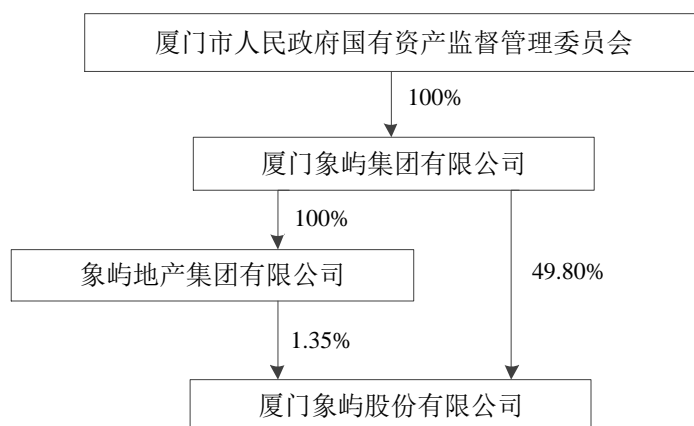 厦门市人民政府国有资产监督管理委员会
100%
厦门象屿集团有限公司
100%
象屿地产集团有限公司
49.80%
1.35%
厦门象屿股份有限公司